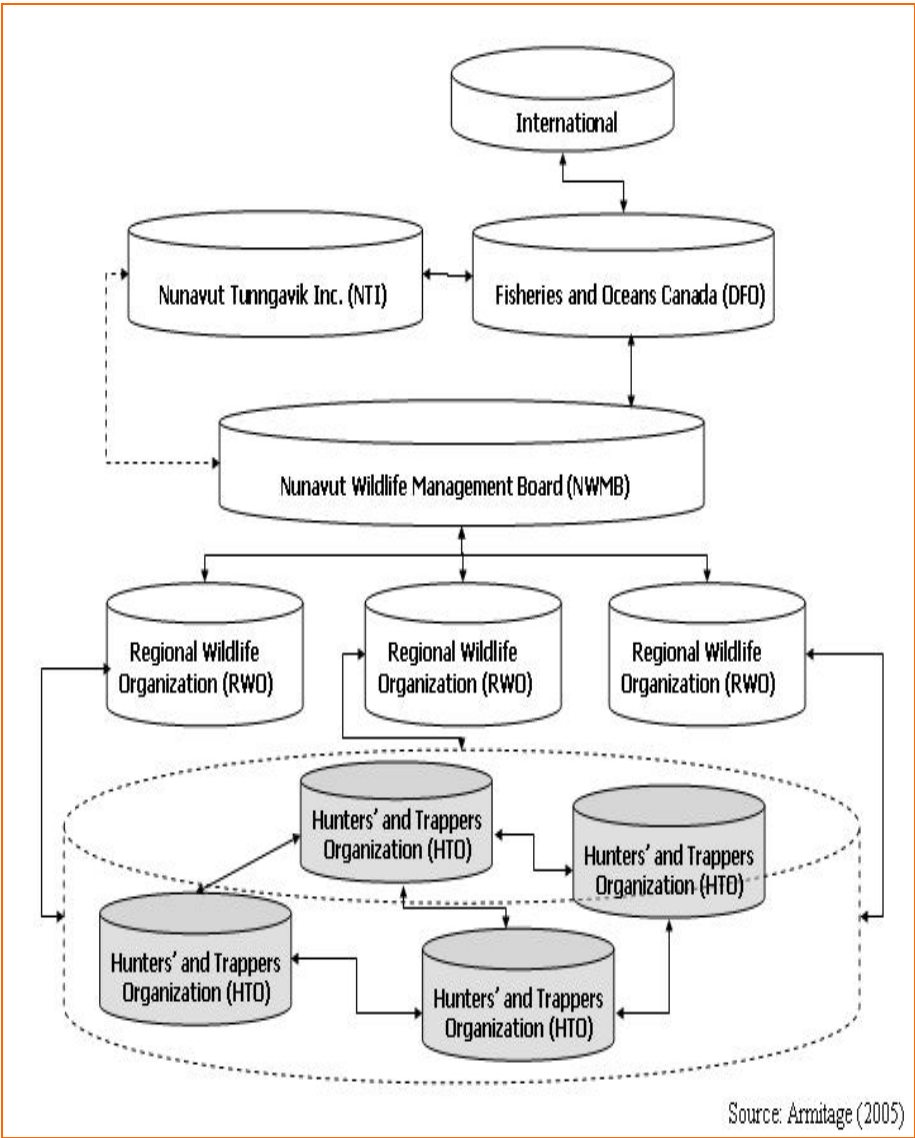 International
Nunavut Tunngavik Inc. (NTI)
Fisheries and Oceans Canada (DFO)
Nunavut Wildlife Management Board (NWMB)
Regional Wildlife
Organization (RWO)
Regional Wildlife
Organization (RWO)
Regional Wildlife
Organization (RWO)
Hunters' and Trappers
Organization (HTO)
Hunters' and Trappers
Organization (HTO)
Hunters' and Trappers
Organization (HTO)
Hunters' and Trappers
Organization (HTO)
Source: Armitage (2005)